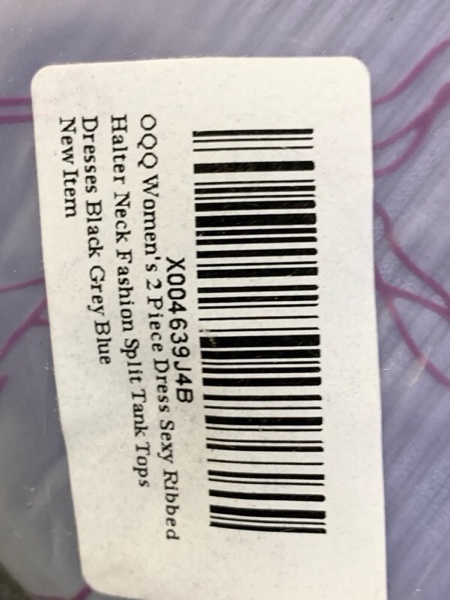 X004639J4B
OQQ Women's 2 Piece Dress Sexy Ribbed
Halter Neck Fashion Split Tank Tops
Dresses Black Grey Blue
New Item